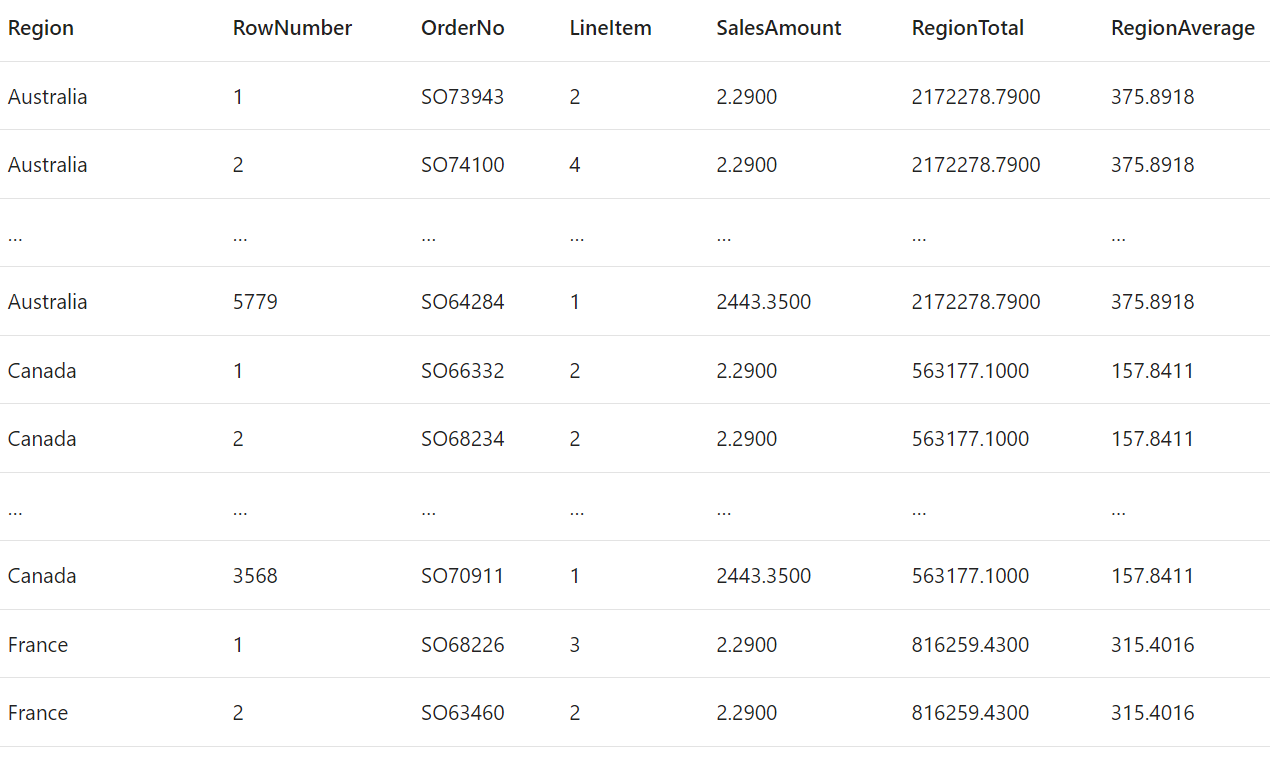 Region RowNumber OrderNo LineItem SalesAmount RegionTotal RegionAverage
Australia 1 SO73943 2 2.2900 2172278.7900 375.8918
Australia 2 SO74100 4 2.2900 2172278.7900 375.8918
... ... ... ... ... ... ...
Australia 5779 SO64284 1 2443.3500 2172278.7900 375.8918
Canada 1 SO66332 2 2.2900 563177.1000 157.8411
Canada 2 SO68234 2 2.2900 563177.1000 157.8411
... ... ... ... ... ... ...
Canada 3568 SO70911 1 2443.3500 563177.1000 157.8411
France 1 SO68226 3 2.2900 816259.4300 315.4016
France 2 SO63460 2 2.2900 816259.4300 315.4016